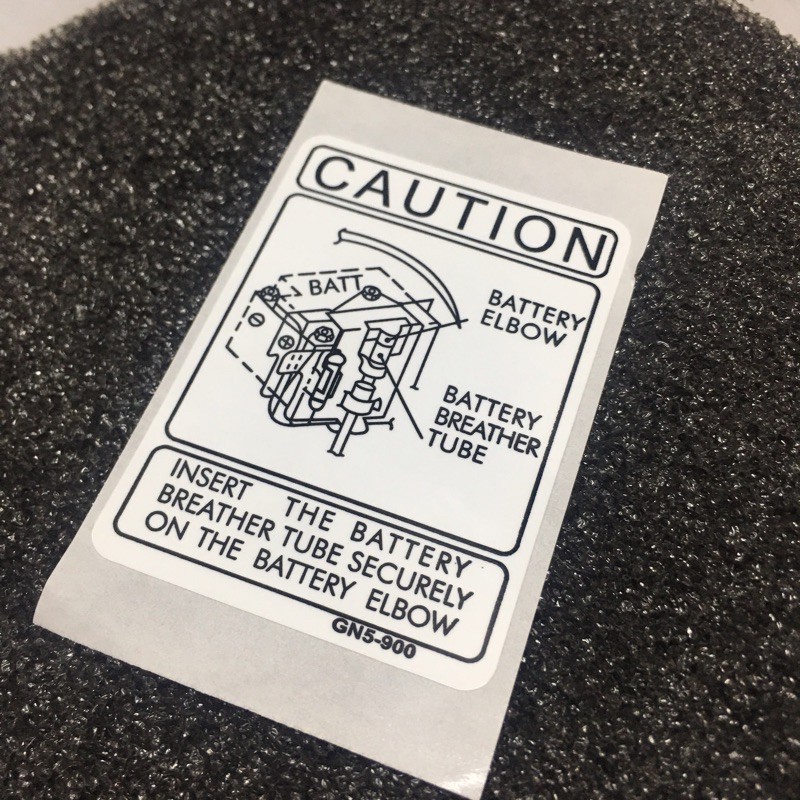 CAUTION
BATT
BATTERY
ELBOW
BATTERY
BREATHER
TUBE
INSERT THE BATTERY
BREATHER TUBE SECURELY
ON THE BATTERY ELBOW
GN5-900